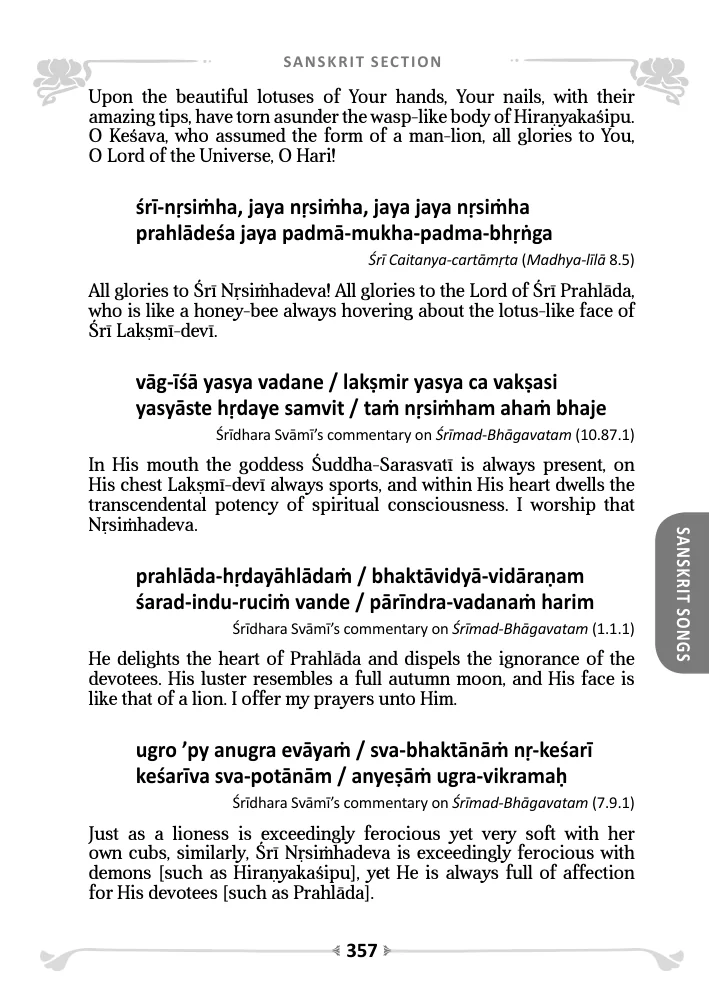 SANSKRIT SECTION
Upon the beautiful lotuses of Your hands, Your nails, with their
amazing tips, have torn asunder the wasp-like body of Hiraṇyakaśipu.
O Keśava, who assumed the form of a man-lion, all glories to You,
O Lord of the Universe, O Hari!
śrī-nṛsiṁha, jaya nṛsiṁha, jaya jaya nṛsiṁha
prahlādeśa jaya padmā-mukha-padma-bhṛṅga
Śrī Caitanya-cartāmṛta (Madhya-līlā 8.5)
All glories to Śrī Nṛsiṁhadeva! All glories to the Lord of Śrī Prahlāda,
who is like a honey-bee always hovering about the lotus-like face of
Śrī Lakṣmī-devī.
vāg-īśā yasya vadane / lakṣmir yasya ca vakṣasi
yasyāste hṛdaye samvit / taṁ nṛsiṁham ahaṁ bhaje
Śrīdhara Svāmī’s commentary on Śrīmad-Bhāgavatam (10.87.1)
In His mouth the goddess Śuddha-Sarasvatī is always present, on
His chest Lakṣmī-devī always sports, and within His heart dwells the
transcendental potency of spiritual consciousness. I worship that
Nṛsiṁhadeva.
prahlāda-hṛdayāhlādaṁ / bhaktāvidyā-vidāraṇam
śarad-indu-ruciṁ vande / pārīndra-vadanaṁ harim
Śrīdhara Svāmī’s commentary on Śrīmad-Bhāgavatam (1.1.1)
He delights the heart of Prahlāda and dispels the ignorance of the
devotees. His luster resembles a full autumn moon, and His face is
like that of a lion. I offer my prayers unto Him.
ugro ’py anugra evāyaṁ / sva-bhaktānāṁ nṛ-keśarī
keśarīva sva-potānām / anyeṣāṁ ugra-vikramaḥ
Śrīdhara Svāmī’s commentary on Śrīmad-Bhāgavatam (7.9.1)
Just as a lioness is exceedingly ferocious yet very soft with her
own cubs, similarly, Śrī Nṛsiṁhadeva is exceedingly ferocious with
demons [such as Hiraṇyakaśipu], yet He is always full of affection
for His devotees [such as Prahlāda].
SANSKRIT SONGS
357